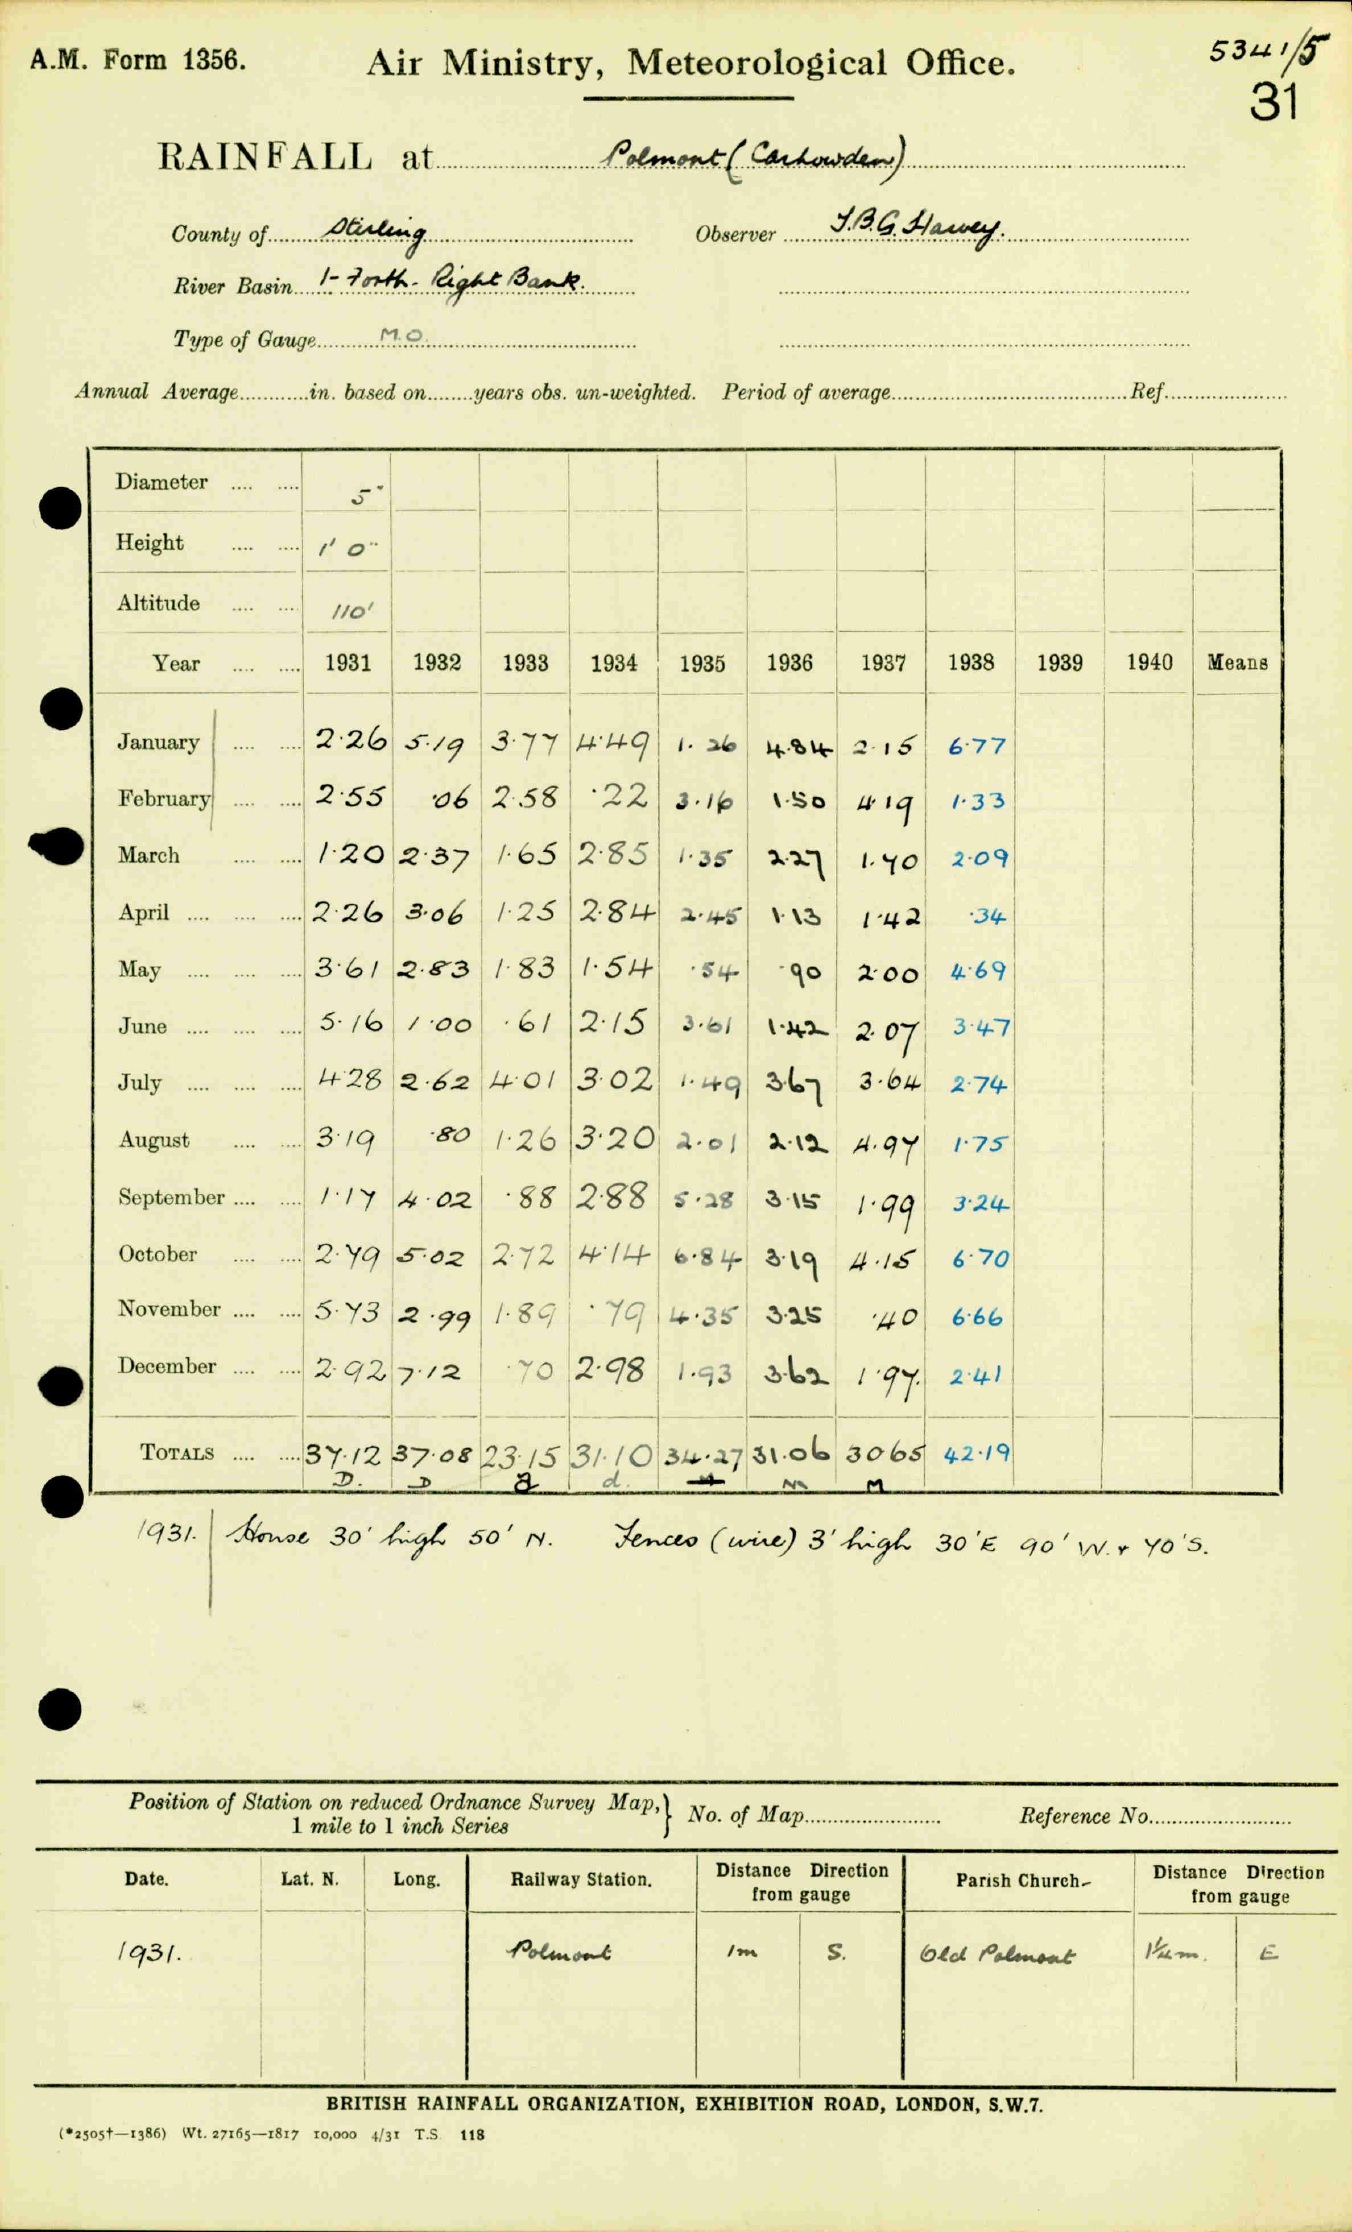 A.M. Form 1356.
Air Ministry, Meteorological Office.
5341/5
31
RAINFALL at Polmont (Carhowden)
County of Stirling Observer J.B.G. Harvey.
River Basin 1- Forth - Right Bank.
Type of Gauge M.O.
Annual Average in. based on years obs. un-weighted. Period of average Ref.
Diameter 5"
Height 1' 0"
Altitude 110'
Year 1931 1932 1933 1934 1935 1936 1937 1938 1939 1940 Means
January 2.26 5.19 3.77 4.49 1.26 4.84 2.15 6.77
February 2.55 .06 2.58 .22 3.16 1.50 4.19 1.33
March 1.20 2.37 1.65 2.85 1.35 2.27 1.40 2.09
April 2.26 3.06 1.25 2.84 2.45 1.13 1.42 .34
May 3.61 2.83 1.83 1.54 .54 .90 2.00 4.69
June 5.16 1.00 .61 2.15 3.61 1.42 2.07 3.47
July 4.28 2.62 4.01 3.02 1.49 3.67 3.64 2.74
August 3.19 .80 1.26 3.20 2.01 2.12 4.97 1.75
September 1.17 4.02 .88 2.88 5.28 3.15 1.99 3.24
October 2.79 5.02 2.72 4.14 6.84 3.19 4.15 6.70
November 5.73 2.99 1.89 .79 4.35 3.25 .70 6.66
December 2.92 7.12 .70 2.98 1.93 3.62 1.97 2.41
TOTALS 37.12 37.08 23.15 31.10 34.27 31.06 30.65 42.19
D. D d. M M
1931. House 30' high 50' N. Fences (wire) 3' high 30'E 90' W. + 70'S.
Position of Station on reduced Ordnance Survey Map,
1 mile to 1 inch Series
No. of Map Reference No.
Date. Lat. N. Long. Railway Station. Distance Direction from gauge Parish Church. Distance Direction from gauge
1931. Polmont 1m S. Old Polmont 1¼m. E
BRITISH RAINFALL ORGANIZATION, EXHIBITION ROAD, LONDON, S.W.7.
(*2505†—1386) Wt. 27165—1817 10,000 4/31 T.S. 118